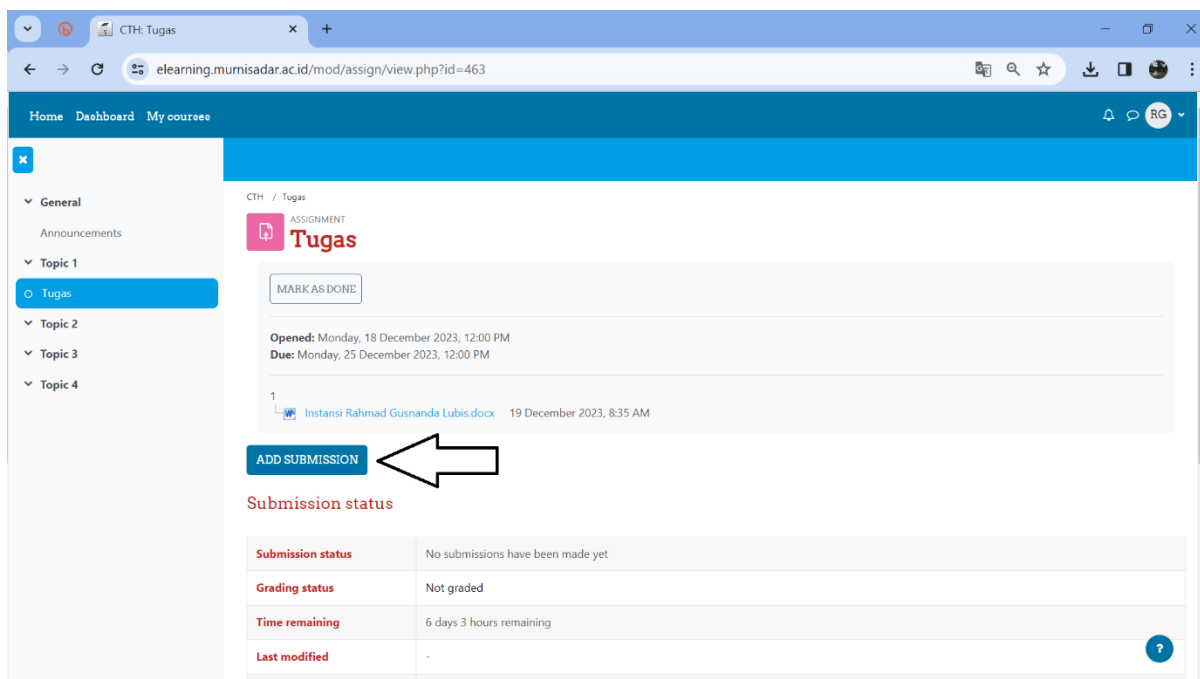 CTH: Tugas
elearning.murnisadar.ac.id/mod/assign/view.php?id=463
Home Dashboard My courses
RG
General
Announcements
Topic 1
Tugas
Topic 2
Topic 3
Topic 4
CTH / Tugas
ASSIGNMENT
Tugas
MARK AS DONE
Opened: Monday, 18 December 2023, 12:00 PM
Due: Monday, 25 December 2023, 12:00 PM
1
Instansi Rahmad Gusnanda Lubis.docx 19 December 2023, 8:35 AM
ADD SUBMISSION
Submission status
Submission status No submissions have been made yet
Grading status Not graded
Time remaining 6 days 3 hours remaining
Last modified -
?